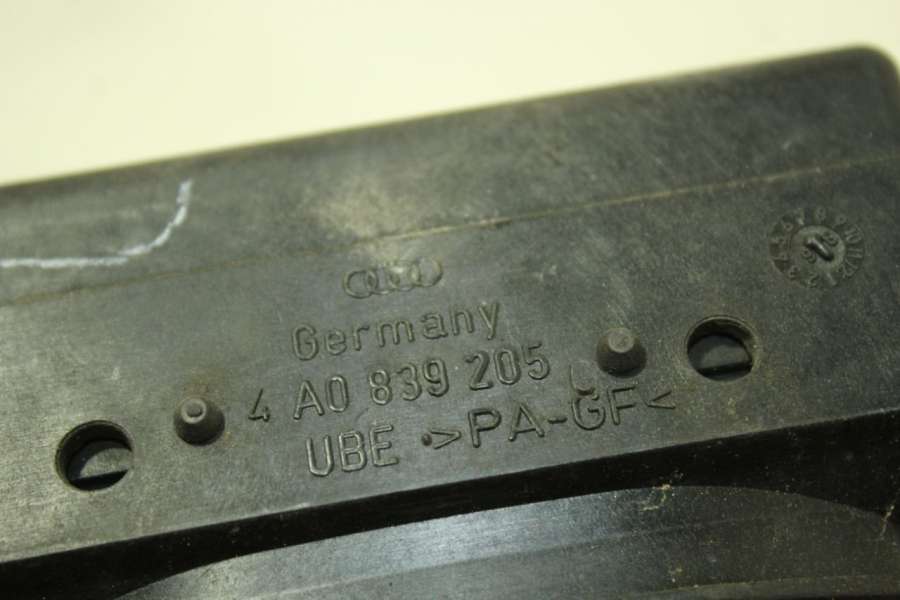 Germany
4 A0 839 205
UBE >PA-GF<